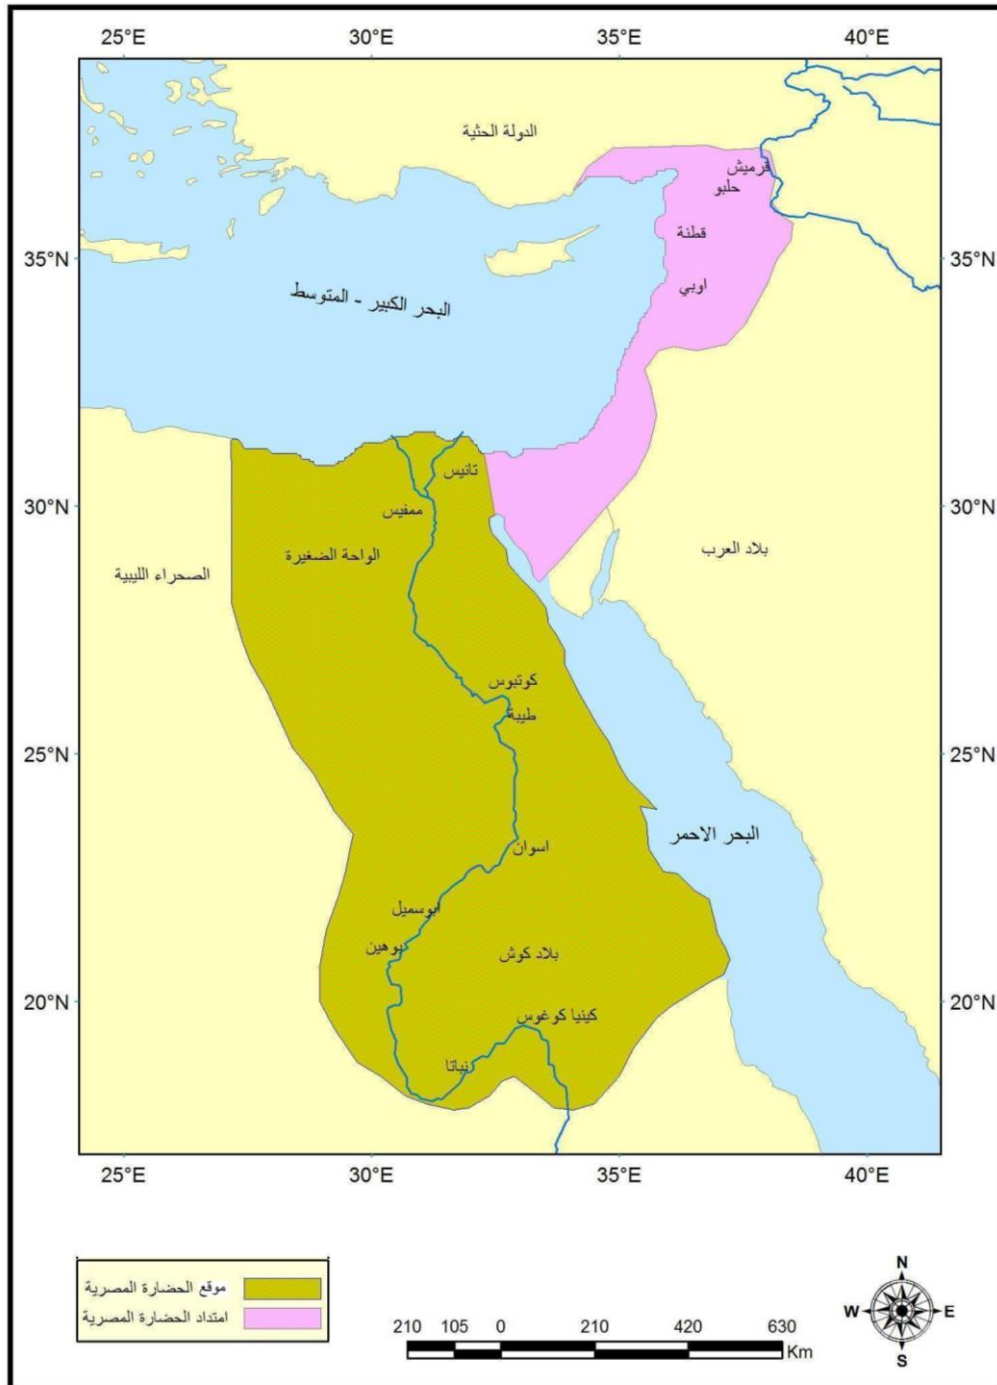 25°E 30°E 35°E 40°E
الدولة الحثية
قرميش
حلبو
قطنة
35°N 35°N
اوبي
البحر الكبير - المتوسط
تانيس
30°N 30°N
ممفيس
بلاد العرب
الواحة الضغيرة
الصحراء الليبية
كوتبوس
طيبة
25°N 25°N
البحر الاحمر
اسوان
ابوسميل
بوهين
بلاد كوش
20°N 20°N
كينيا كوغوس
نباتا
25°E 30°E 35°E 40°E
موقع الحضارة المصرية
امتداد الحضارة المصرية
210 105 0 210 420 630
Km
N
W E
S